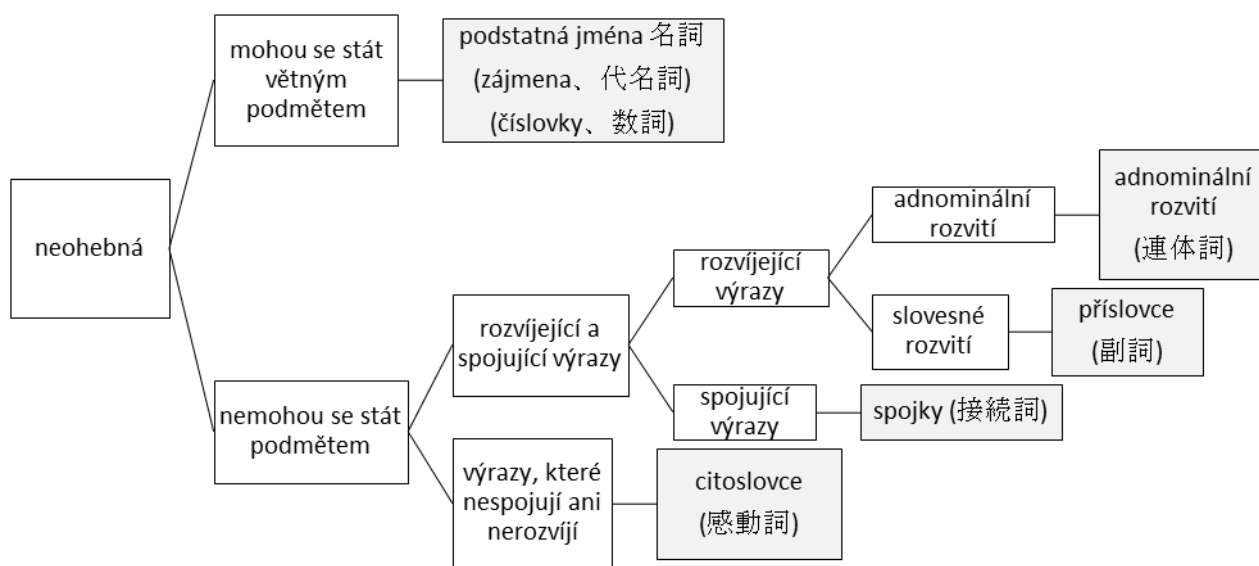 neohebná
mohou se stát
větným
podmětem
podstatná jména 名詞
(zájmena、代名詞)
(číslovky、数詞)
nemohou se stát
podmětem
rozvíjející a
spojující výrazy
rozvíjející
výrazy
adnominální
rozvití
adnominální
rozvití
(連体詞)
slovesné
rozvití
příslovce
(副詞)
spojující
výrazy
spojky (接続詞)
výrazy, které
nespojují ani
nerozvíjí
citoslovce
(感動詞)